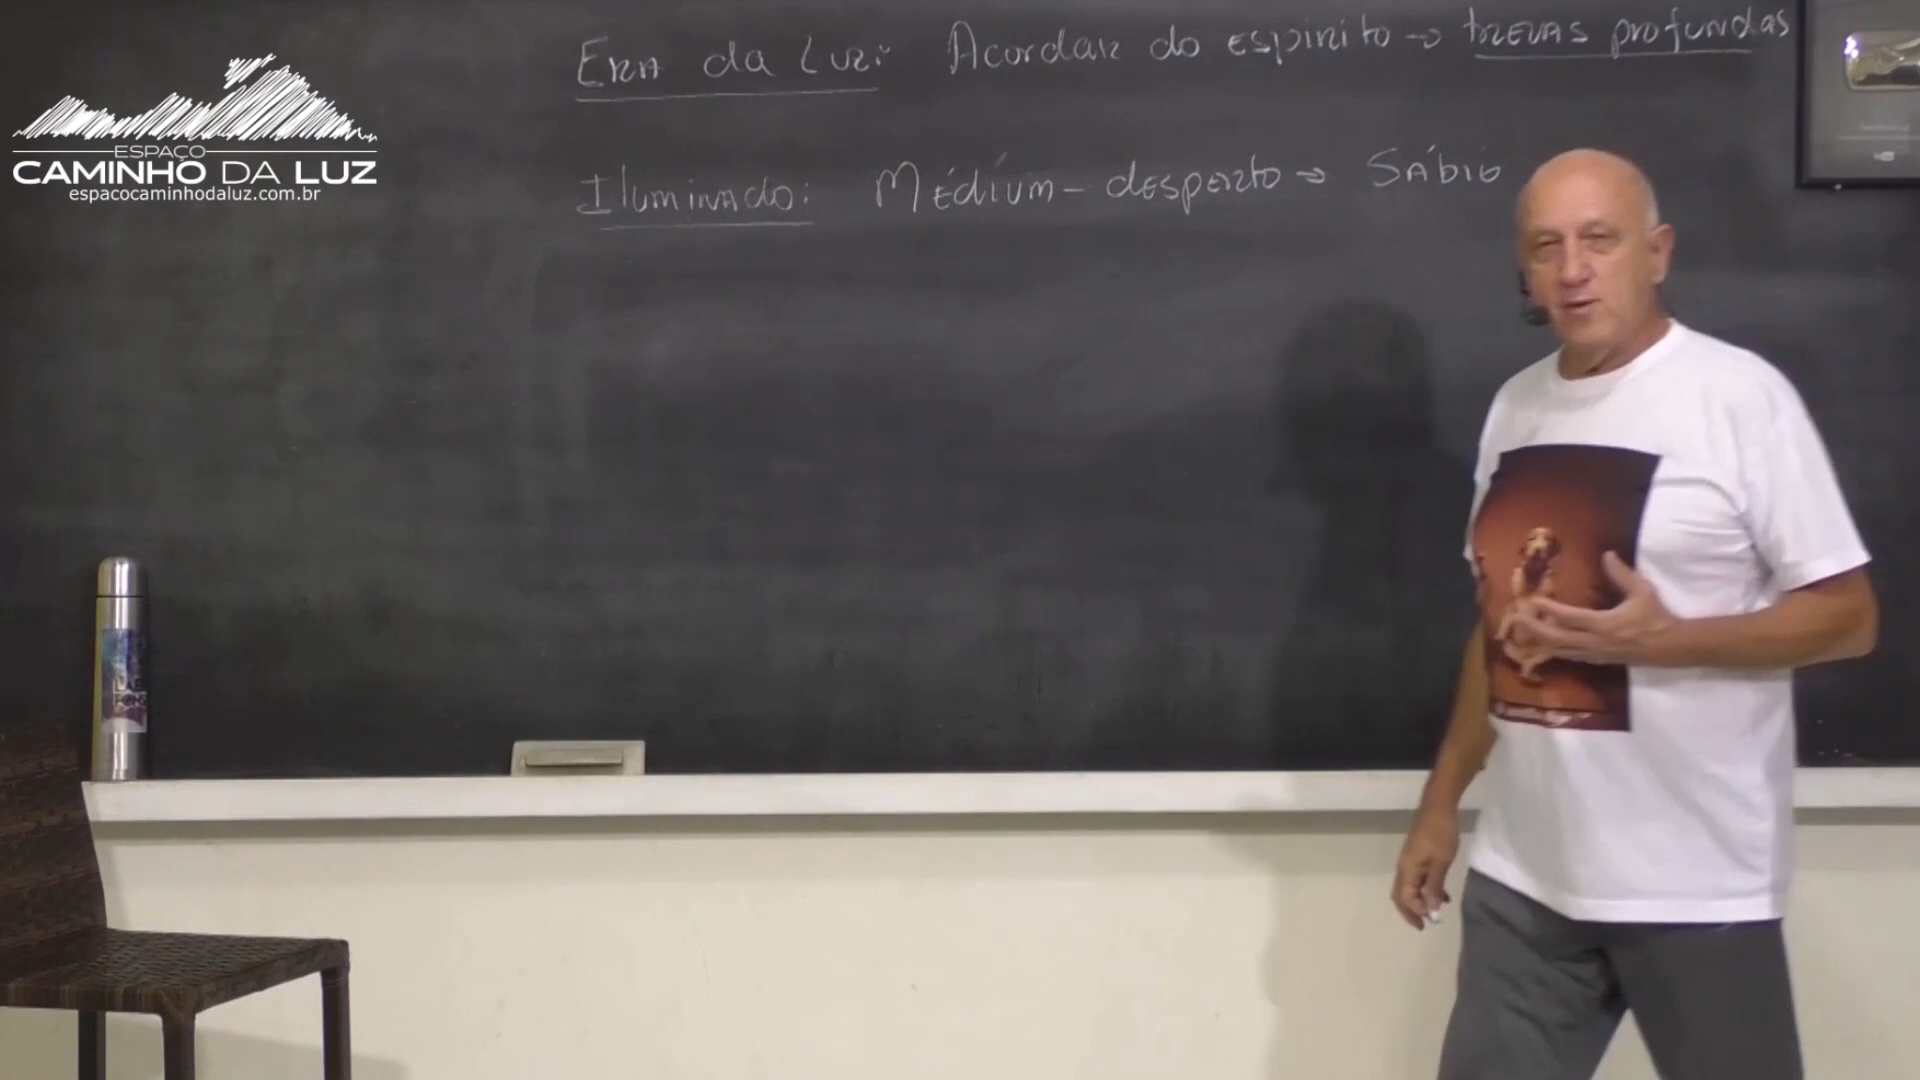 Era da Luz: Acordar do espírito → trevas profundas
ESPAÇO
CAMINHO DA LUZ
espacocaminhodaluz.com.br
Iluminado: Médium - desperto → Sábio